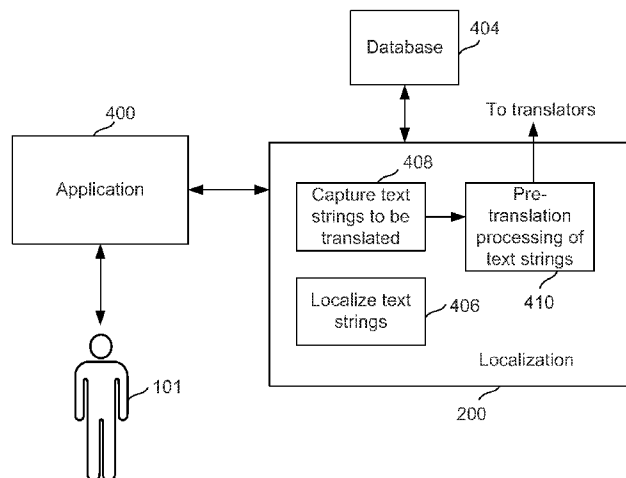 Database
404
400
To translators
Application
408
Capture text
strings to be
translated
Pre-
translation
processing of
text strings
410
Localize text
strings
406
Localization
101
200